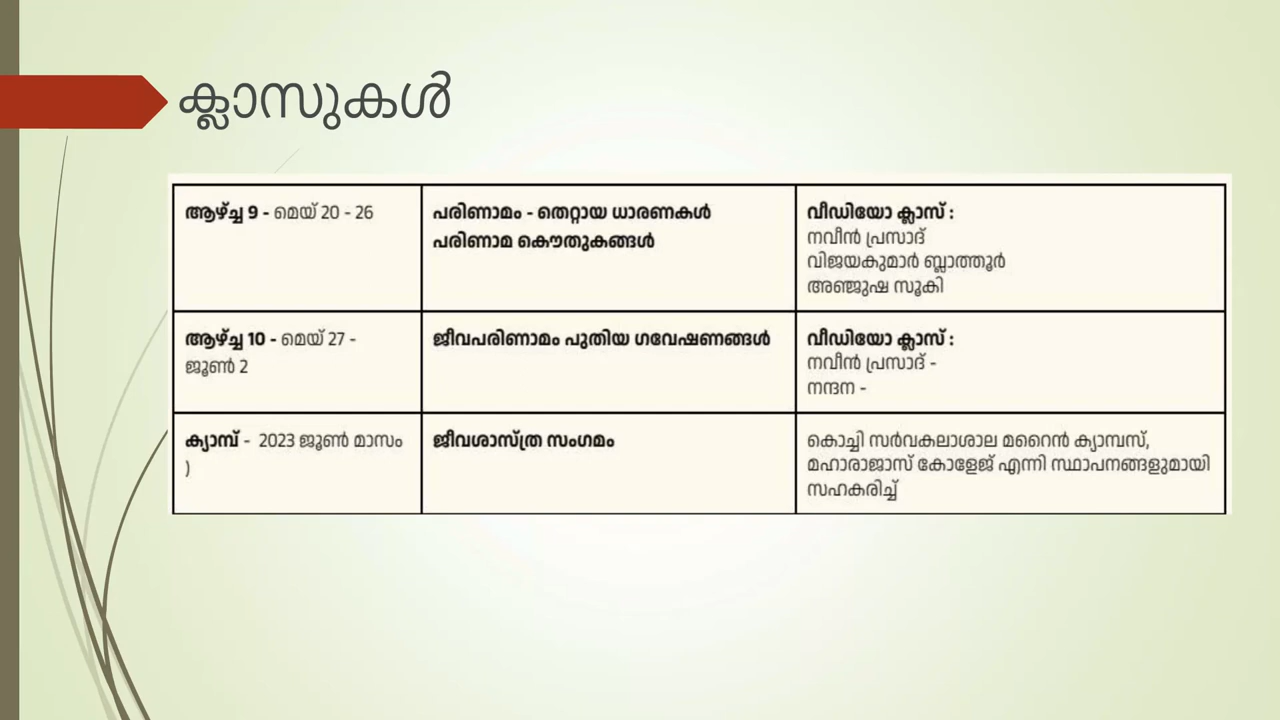 ക്ലാസുകൾ
ആഴ്ച്ച 9 - മെയ് 20 - 26
പരിണാമം - തെറ്റായ ധാരണകൾ
പരിണാമ കൌതുകങ്ങൾ
വീഡിയോ ക്ലാസ് :
നവീൻ പ്രസാദ്
വിജയകുമാർ ബ്ലാത്തൂർ
അഞ്ജുഷ സൂകി
ആഴ്ച്ച 10 - മെയ് 27 -
ജൂൺ 2
ജീവപരിണാമം പുതിയ ഗവേഷണങ്ങൾ
വീഡിയോ ക്ലാസ് :
നവീൻ പ്രസാദ് -
നന്ദന -
ക്യാമ്പ് - 2023 ജൂൺ മാസം
)
ജീവശാസ്ത്ര സംഗമം
കൊച്ചി സർവകലാശാല മറൈൻ ക്യാമ്പസ്,
മഹാരാജാസ് കോളേജ് എന്നി സ്ഥാപനങ്ങളുമായി
സഹകരിച്ച്